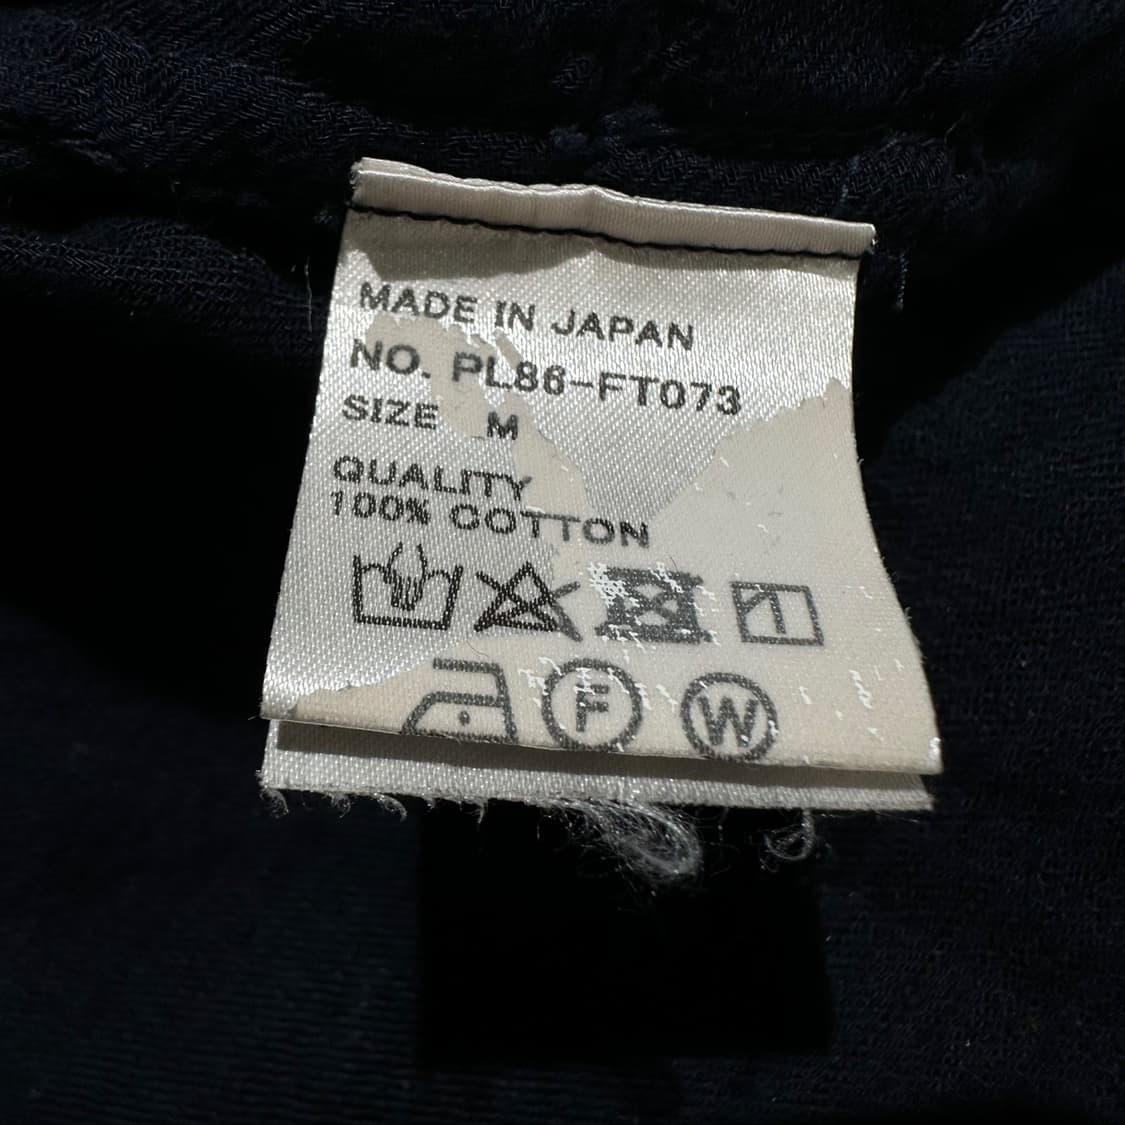 MADE IN JAPAN
NO. PL86-FT073
SIZE M
QUALITY
100% COTTON
F W